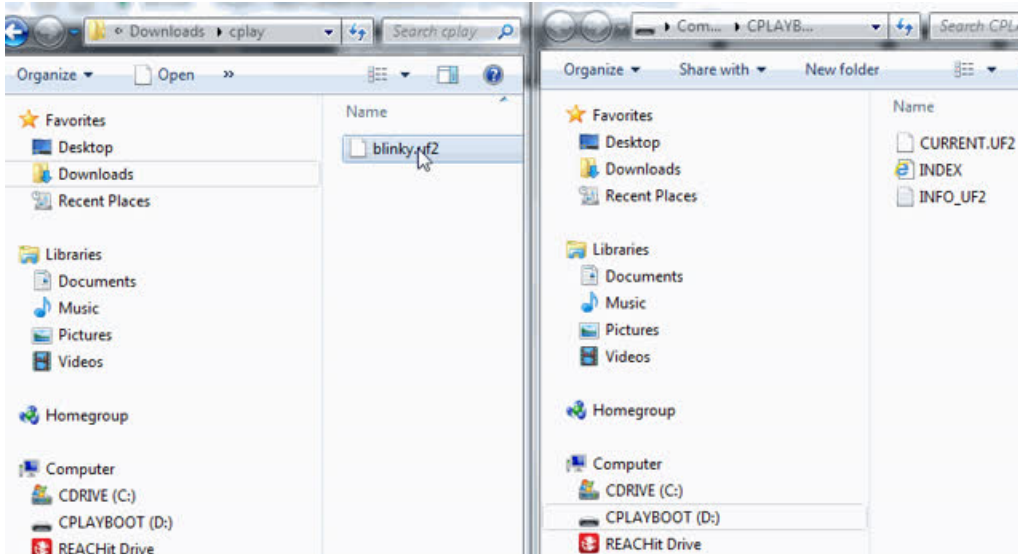 Downloads cplay
Search cplay
Organize
Open
»
Name
blinky.uf2
Favorites
Desktop
Downloads
Recent Places
Libraries
Documents
Music
Pictures
Videos
Homegroup
Computer
CDRIVE (C:)
CPLAYBOOT (D:)
REACHit Drive
Com... CPLAYB...
Search CPL
Organize
Share with
New folder
Name
CURRENT.UF2
INDEX
INFO_UF2
Favorites
Desktop
Downloads
Recent Places
Libraries
Documents
Music
Pictures
Videos
Homegroup
Computer
CDRIVE (C:)
CPLAYBOOT (D:)
REACHit Drive